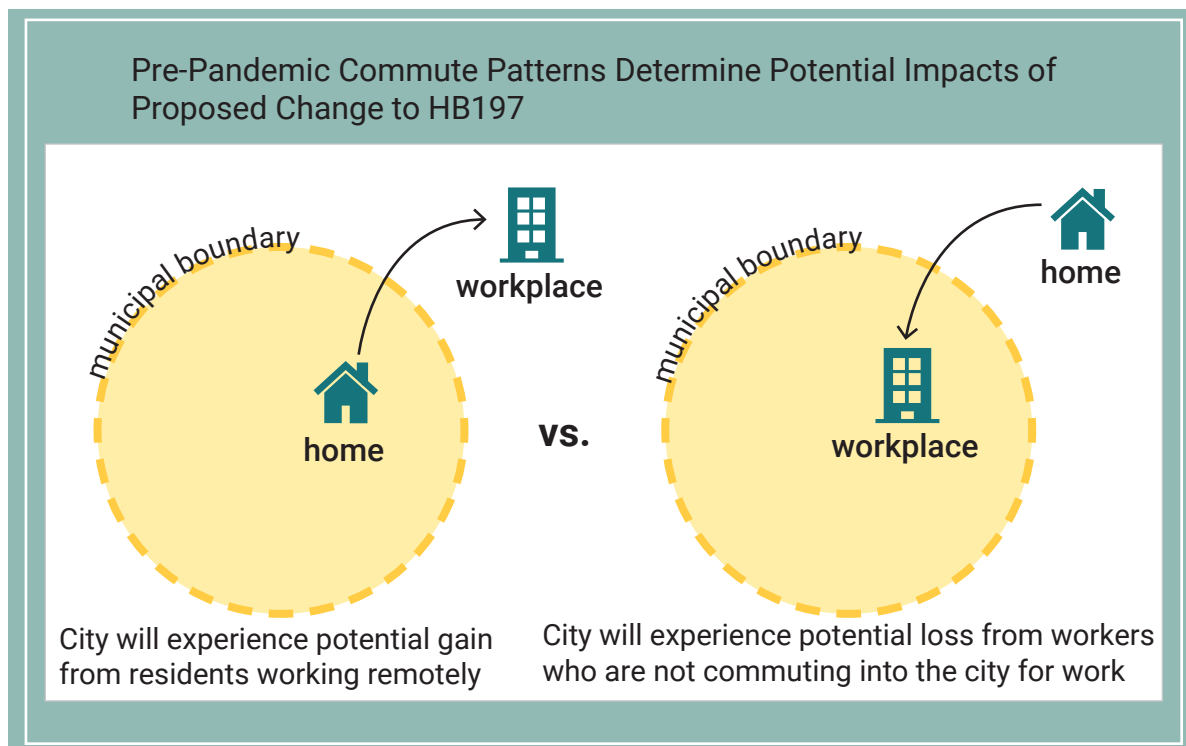 Pre-Pandemic Commute Patterns Determine Potential Impacts of
Proposed Change to HB197
municipal boundary
workplace
home
vs.
municipal boundary
home
workplace
City will experience potential gain
from residents working remotely
City will experience potential loss from workers
who are not commuting into the city for work